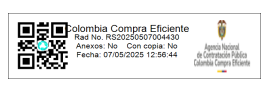 Colombia Compra Eficiente
Rad No. RS20250507004430
Anexos: No Con copia: No
Fecha: 07/05/2025 12:56:44
Agencia Nacional
de Contratación Pública
Colombia Compra Eficiente